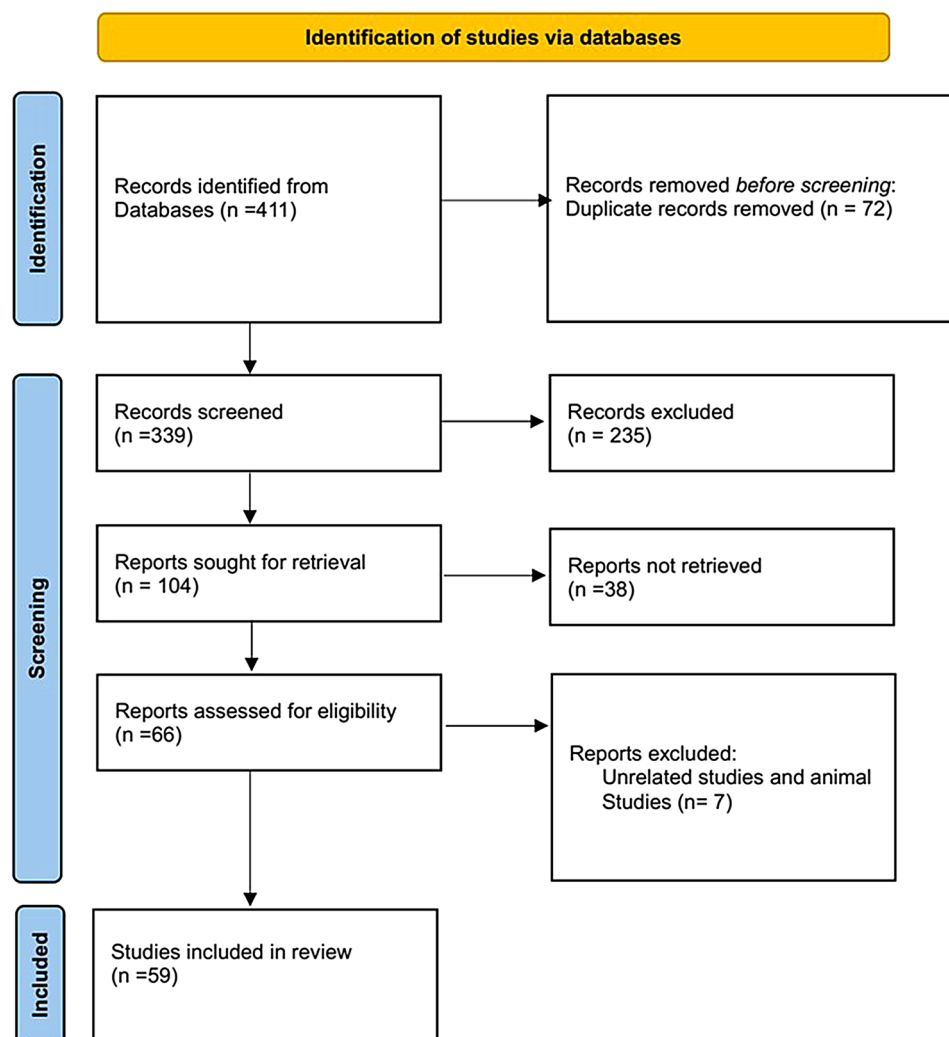 Identification of studies via databases
Identification
Records identified from
Databases (n =411)
Records removed before screening:
Duplicate records removed (n = 72)
Screening
Records screened
(n =339)
Records excluded
(n = 235)
Reports sought for retrieval
(n = 104)
Reports not retrieved
(n =38)
Reports assessed for eligibility
(n =66)
Reports excluded:
Unrelated studies and animal
Studies (n= 7)
Included
Studies included in review
(n =59)